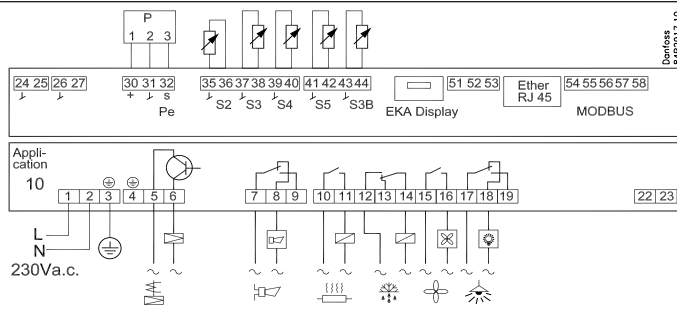 P
1 2 3
Danfoss
24 25 26 27 30 31 32 35 36 37 38 39 40 41 42 43 44 51 52 53 Ether RJ 45 54 55 56 57 58
+ s
Pe S2 S3 S4 S5 S3B EKA Display MODBUS
Appli-
cation
10
1 2 3 4 5 6 7 8 9 10 11 12 13 14 15 16 17 18 19 22 23
L
N
230Va.c.